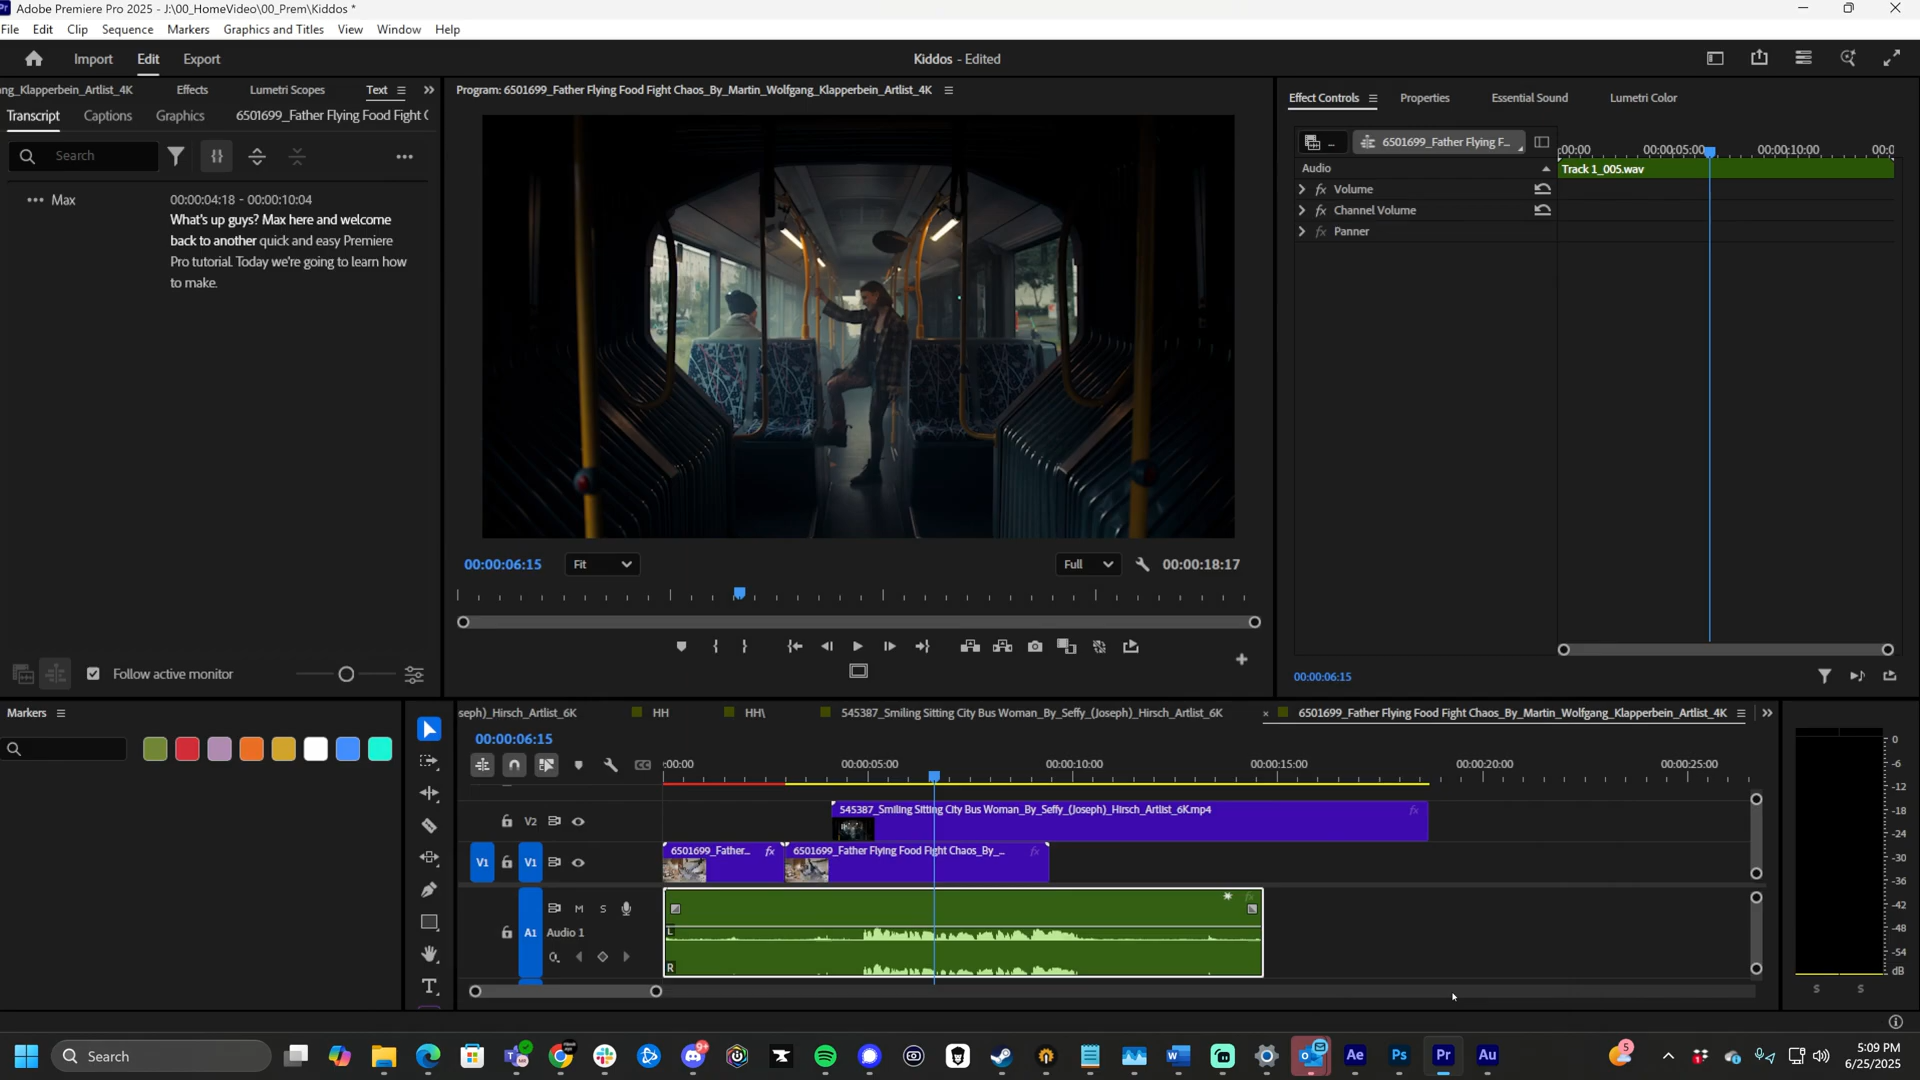 Adobe Premiere Pro 2025 - J:\00_HomeVideo\00_Prem\Kiddos *
File Edit Clip Sequence Markers Graphics and Titles View Window Help
Import Edit Export
Kiddos - Edited
ng_Klapperbein_Artlist_4K Effects Lumetri Scopes Text
Program: 6501699_Father Flying Food Fight Chaos_By_Martin_Wolfgang_Klapperbein_Artlist_4K
Effect Controls Properties Essential Sound Lumetri Color
Transcript Captions Graphics 6501699_Father Flying Food Fight C
Search
Max
00:00:04:18 - 00:00:10:04
What's up guys? Max here and welcome
back to another quick and easy Premiere
Pro tutorial. Today we're going to learn how
to make.
Follow active monitor
00:00:06:15 Fit Full 00:00:18:17
... 6501699_Father Flying F...
:00:00 00:00:05:00 00:00:10:00 00:0
Audio
Track 1_005.wav
fx Volume
fx Channel Volume
fx Panner
00:00:06:15
Markers
seph)_Hirsch_Artlist_6K HH HH\ 545387_Smiling Sitting City Bus Woman_By_Seffy_(Joseph)_Hirsch_Artlist_6K × 6501699_Father Flying Food Fight Chaos_By_Martin_Wolfgang_Klapperbein_Artlist_4K
00:00:06:15
:00:00 00:00:05:00 00:00:10:00 00:00:15:00 00:00:20:00 00:00:25:00
V2
545387_Smiling Sitting City Bus Woman_By_Seffy_(Joseph)_Hirsch_Artlist_6K.mp4 fx
V1 V1
6501699_Father... fx
6501699_Father Flying Food Fight Chaos_By_... fx
M S
A1 Audio 1
L
R
0
-6
-12
-18
-24
-30
-36
-42
-48
-54
dB
S S
Search
5:09 PM
6/25/2025